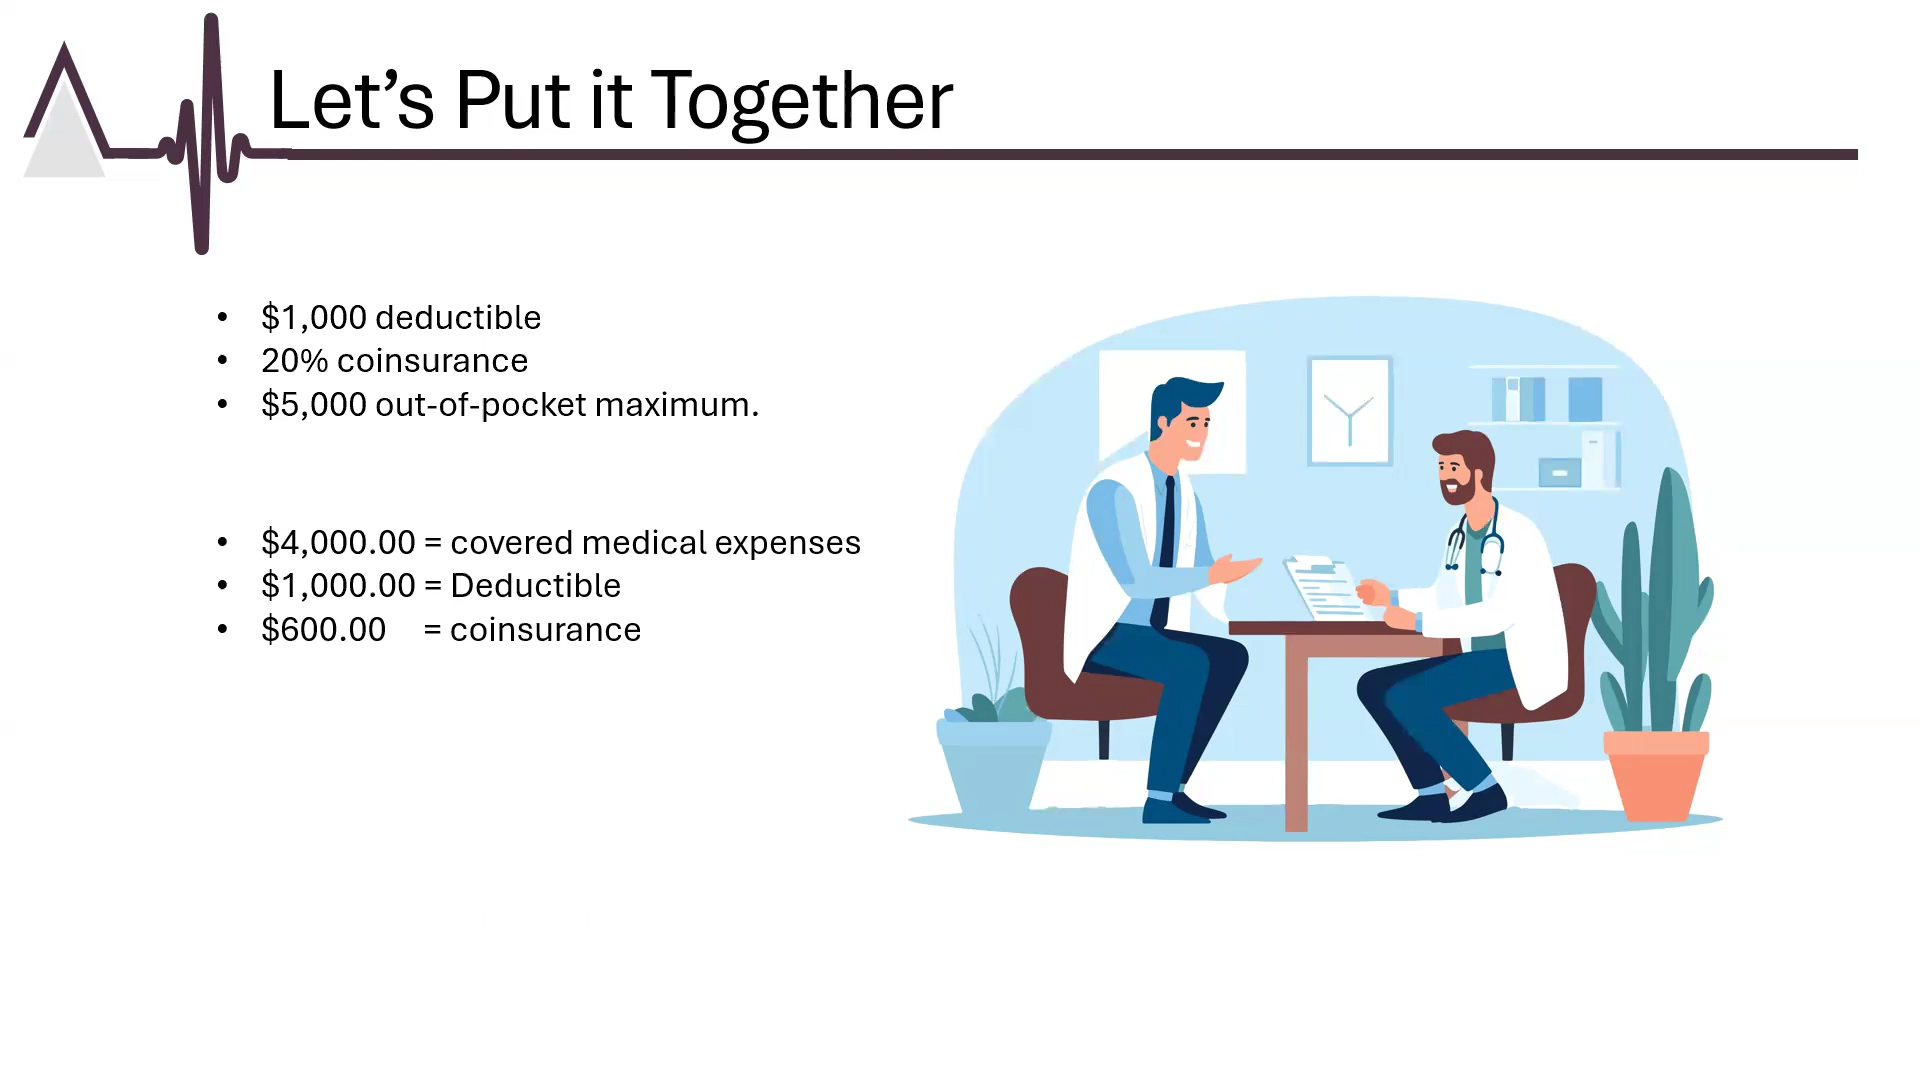 Let’s Put it Together
• $1,000 deductible
• 20% coinsurance
• $5,000 out-of-pocket maximum.
• $4,000.00 = covered medical expenses
• $1,000.00 = Deductible
• $600.00 = coinsurance